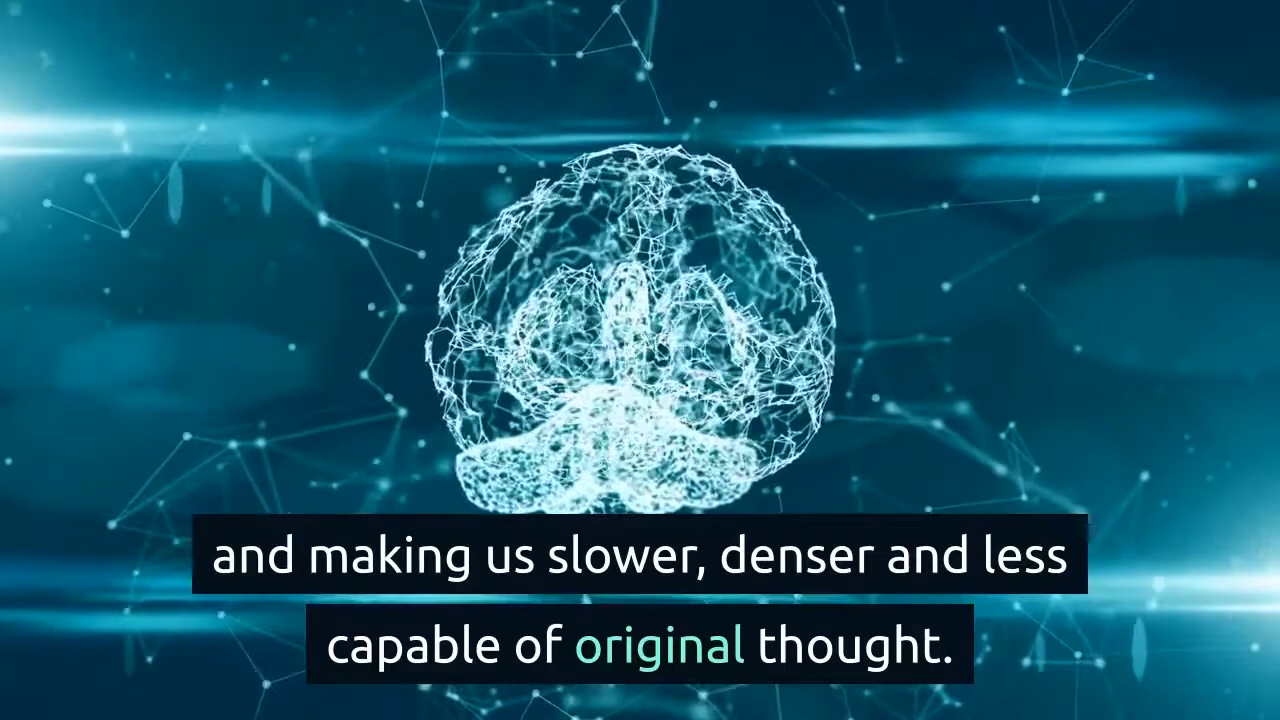 and making us slower, denser and less
capable of original thought.